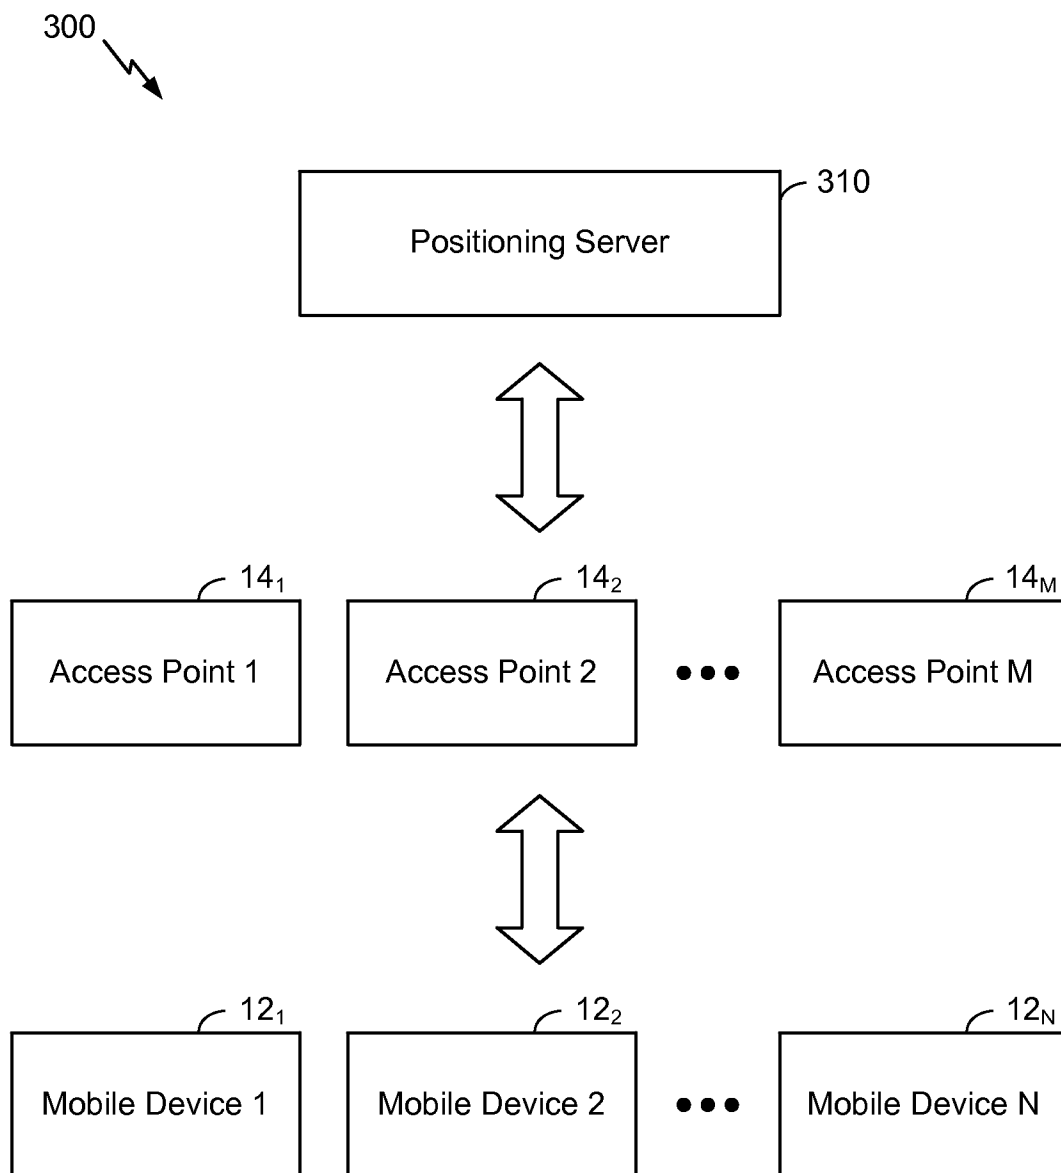 300
310
Positioning Server
14₁ 14₂ 14M
Access Point 1 Access Point 2 ••• Access Point M
12₁ 12₂ 12N
Mobile Device 1 Mobile Device 2 ••• Mobile Device N